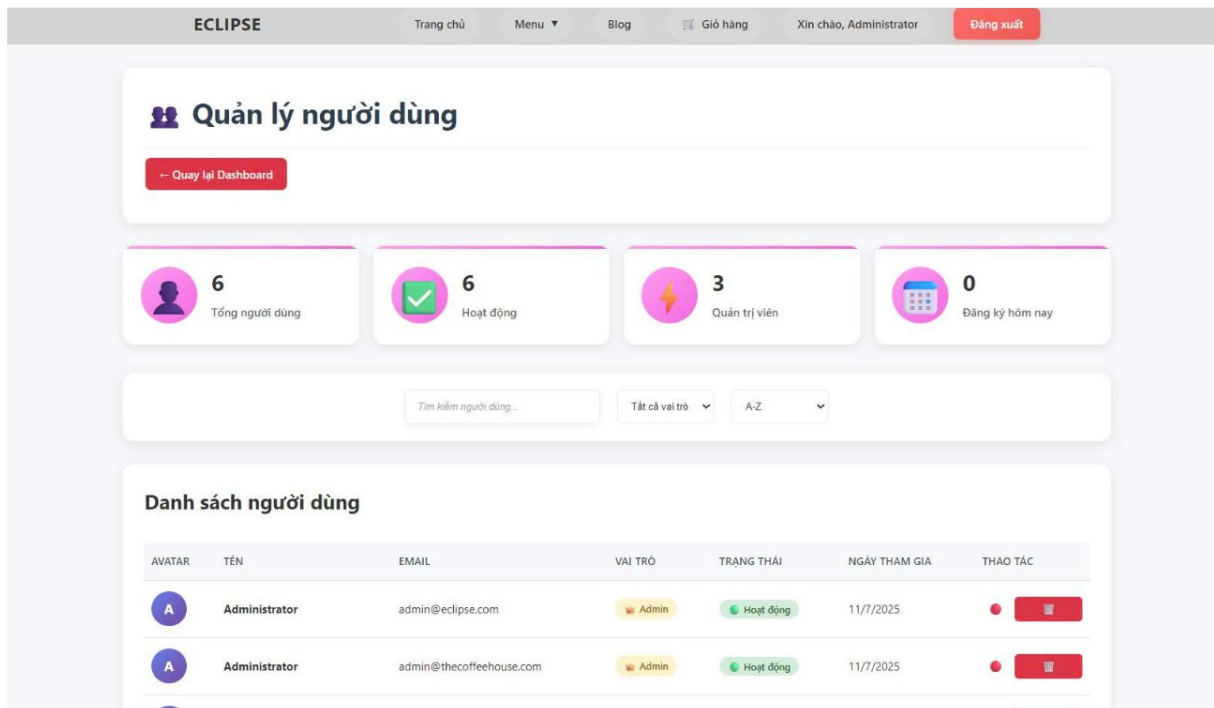 ECLIPSE Trang chủ Menu ▼ Blog Giỏ hàng Xin chào, Administrator Đăng xuất
Quản lý người dùng
← Quay lại Dashboard
6
Tổng người dùng
6
Hoạt động
3
Quản trị viên
0
Đăng ký hôm nay
Tìm kiếm người dùng... Tất cả vai trò A-Z
Danh sách người dùng
AVATAR TÊN EMAIL VAI TRÒ TRẠNG THÁI NGÀY THAM GIA THAO TÁC
A Administrator admin@eclipse.com Admin Hoạt động 11/7/2025
A Administrator admin@thecoffeehouse.com Admin Hoạt động 11/7/2025